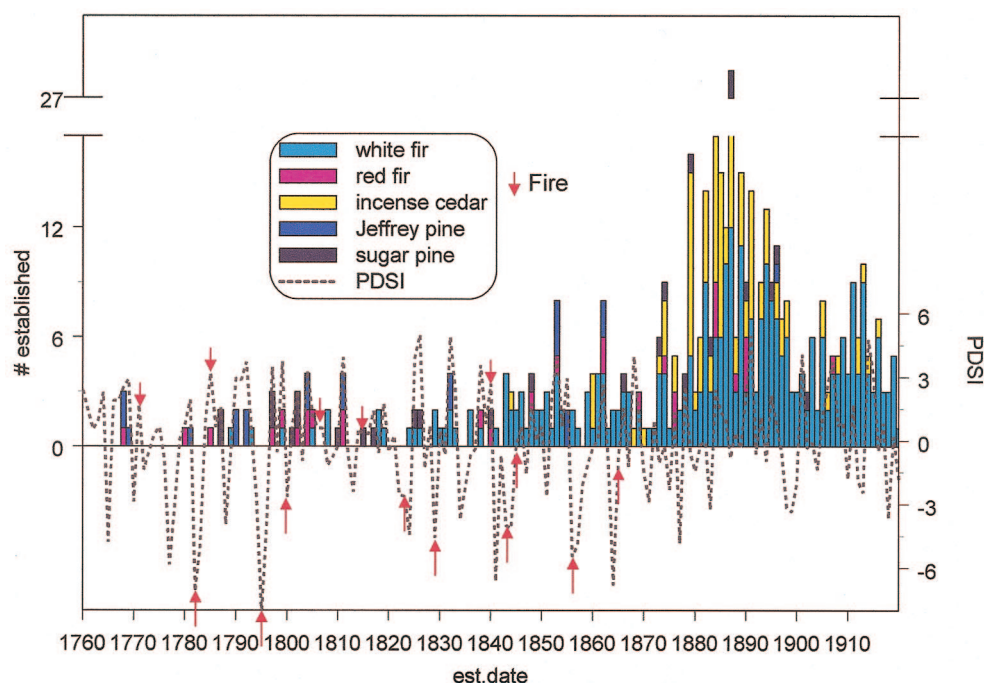 27
white fir
red fir
incense cedar
Jeffrey pine
sugar pine
PDSI
Fire
12
6
0
# established
6
3
0
-3
-6
PDSI
1760 1770 1780 1790 1800 1810 1820 1830 1840 1850 1860 1870 1880 1890 1900 1910
est.date